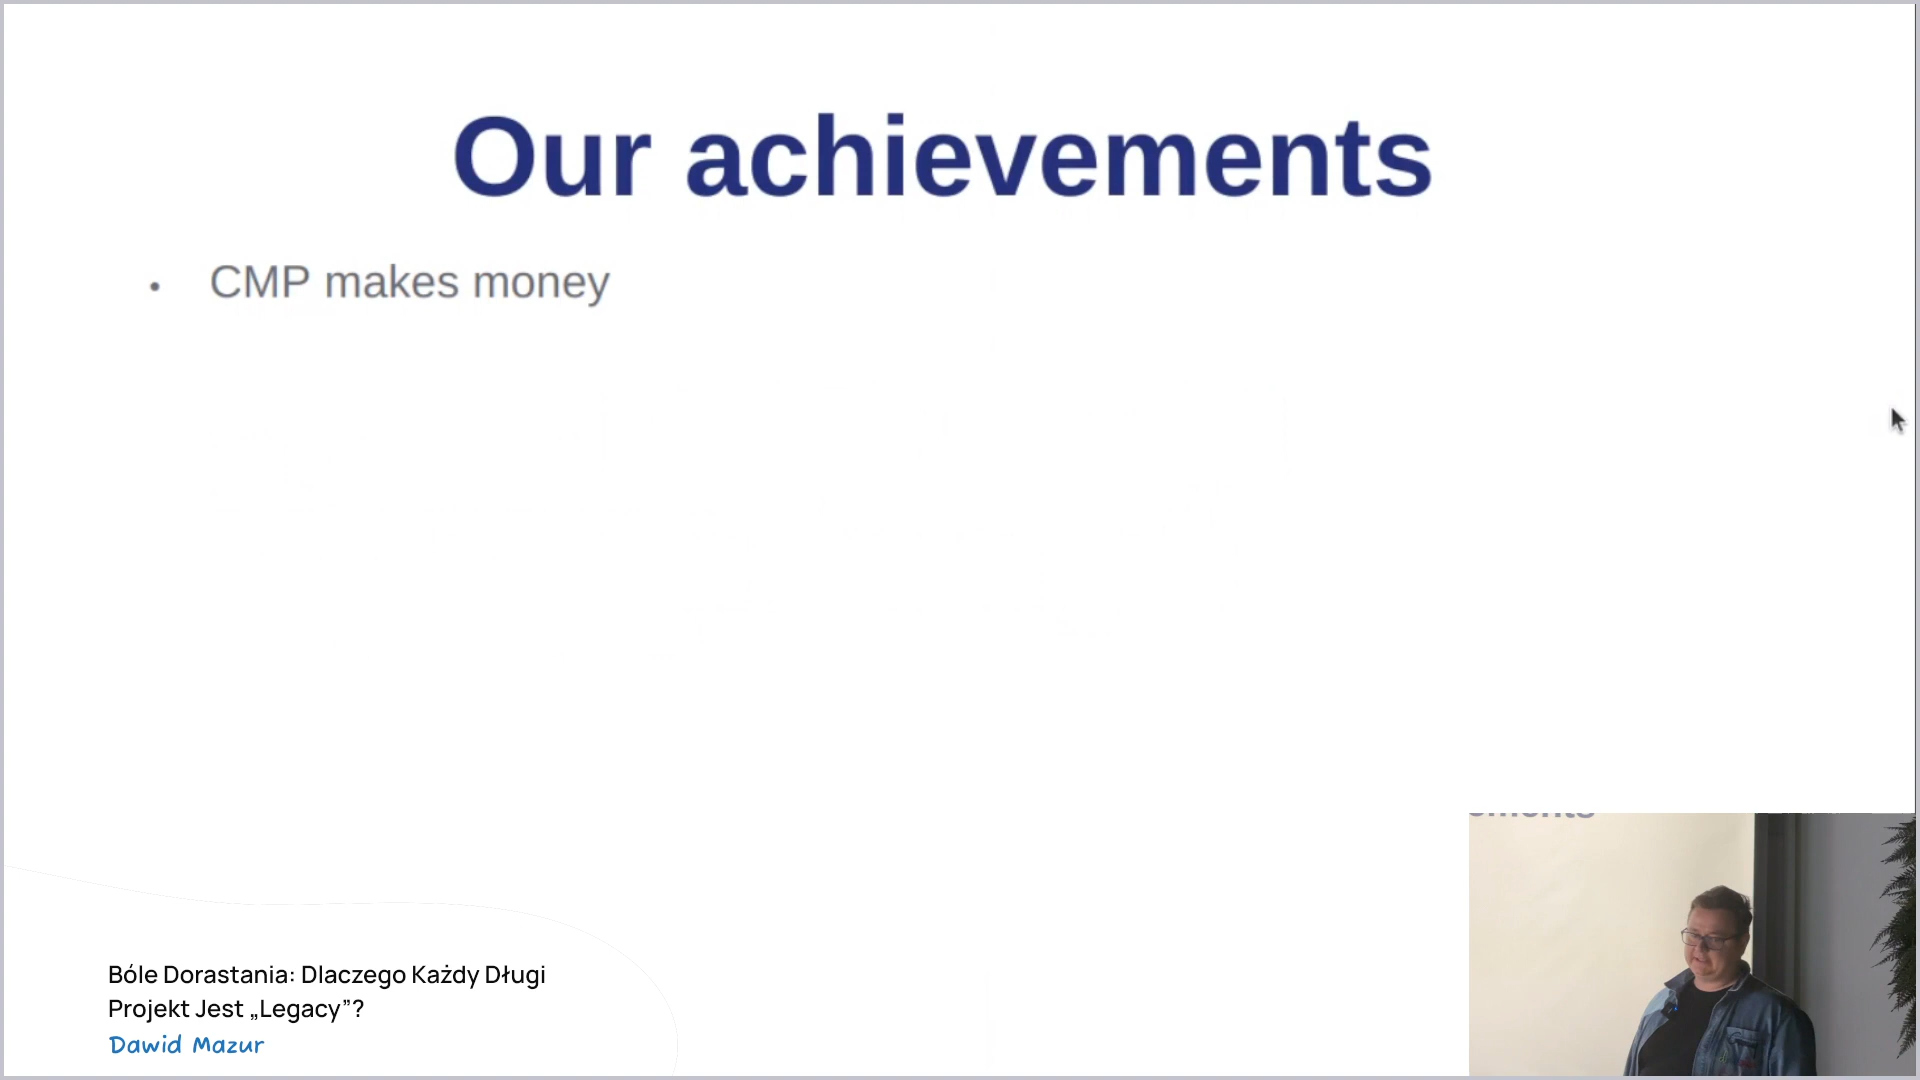 Our achievements
• CMP makes money
Bóle Dorastania: Dlaczego Każdy Długi
Projekt Jest „Legacy”?
Dawid Mazur